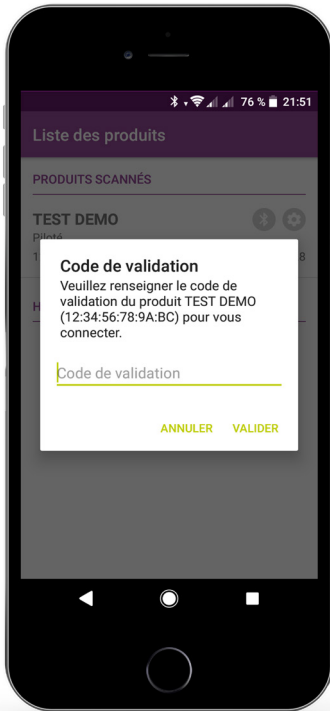 76 % 21:51
Liste des produits
PRODUITS SCANNÉS
TEST DEMO
Piloté
Code de validation
Veuillez renseigner le code de
validation du produit TEST DEMO
(12:34:56:78:9A:BC) pour vous
connecter.
Code de validation
ANNULER VALIDER